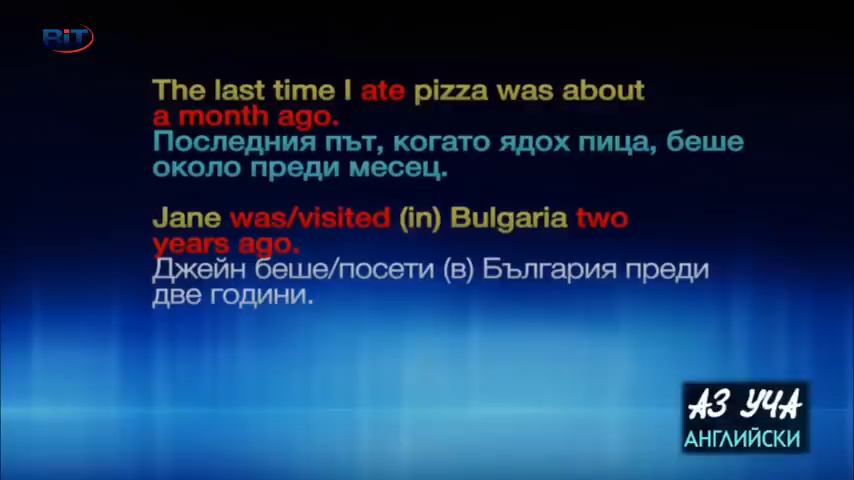 RiT
The last time I ate pizza was about
a month ago.
Последния път, когато ядох пица, беше
около преди месец.
Jane was/visited (in) Bulgaria two
years ago.
Джейн беше/посети (в) България преди
две години.
АЗ УЧА
АНГЛИЙСКИ